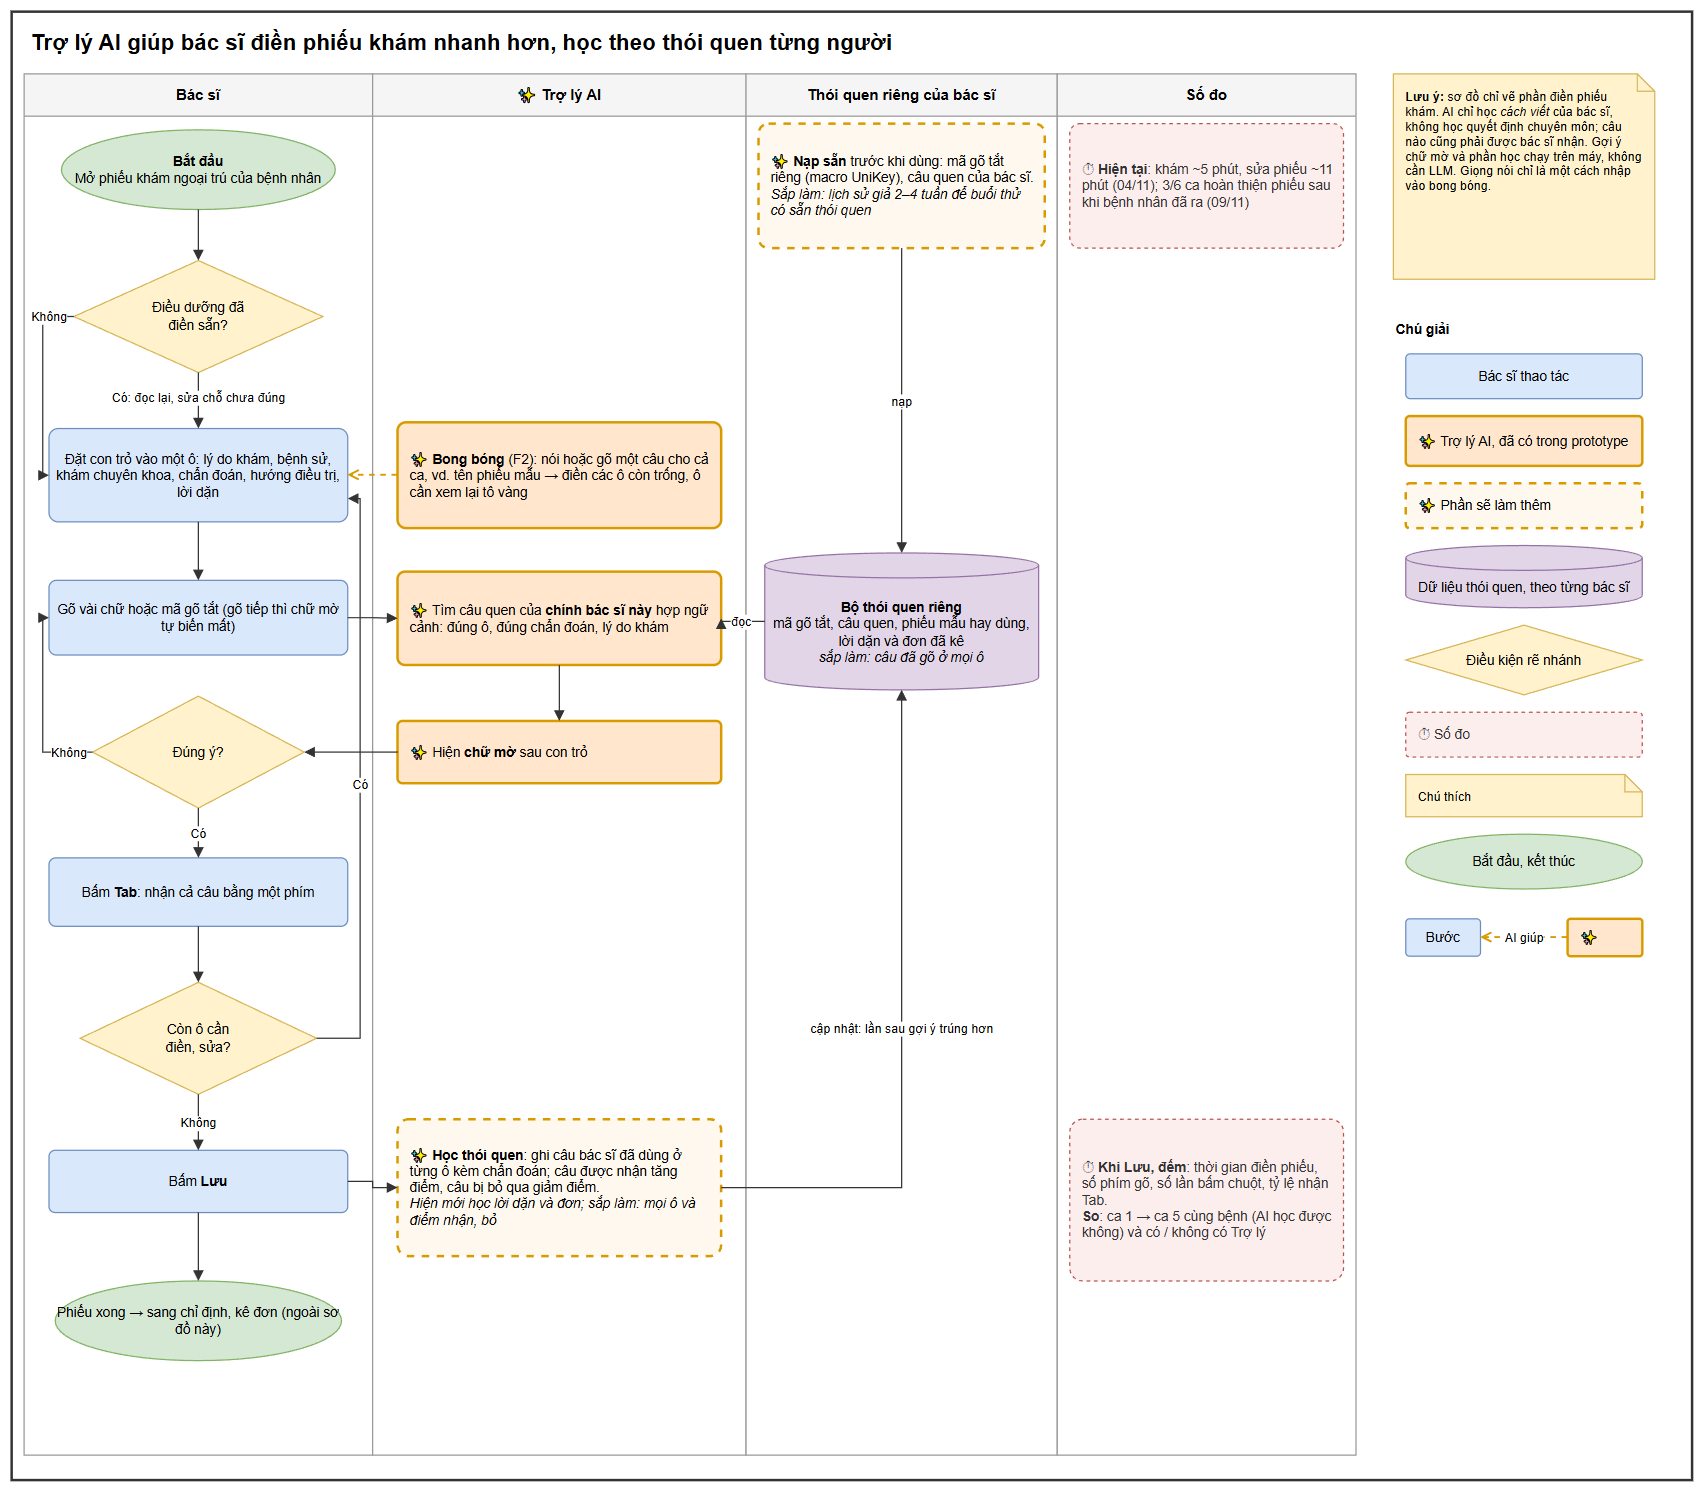 Trợ lý AI giúp bác sĩ điền phiếu khám nhanh hơn, học theo thói quen từng người
Bác sĩ
✨ Trợ lý AI
Thói quen riêng của bác sĩ
Số đo
Bắt đầu
Mở phiếu khám ngoại trú của bệnh nhân
✨ Nạp sẵn trước khi dùng: mã gõ tắt
riêng (macro UniKey), câu quen của bác sĩ.
Sắp làm: lịch sử giả 2–4 tuần để buổi thử
có sẵn thói quen
⏱ Hiện tại: khám ~5 phút, sửa phiếu ~11
phút (04/11); 3/6 ca hoàn thiện phiếu sau
khi bệnh nhân đã ra (09/11)
Lưu ý: sơ đồ chỉ vẽ phần điền phiếu
khám. AI chỉ học cách viết của bác sĩ,
không học quyết định chuyên môn; câu
nào cũng phải được bác sĩ nhận. Gợi ý
chữ mờ và phần học chạy trên máy, không
cần LLM. Giọng nói chỉ là một cách nhập
vào bong bóng.
Điều dưỡng đã
điền sẵn?
Không
Có: đọc lại, sửa chỗ chưa đúng
nạp
Đặt con trỏ vào một ô: lý do khám, bệnh sử,
khám chuyên khoa, chẩn đoán, hướng điều trị,
lời dặn
✨ Bong bóng (F2): nói hoặc gõ một câu cho cả
ca, vd. tên phiếu mẫu → điền các ô còn trống, ô
cần xem lại tô vàng
Gõ vài chữ hoặc mã gõ tắt (gõ tiếp thì chữ mờ
tự biến mất)
✨ Tìm câu quen của chính bác sĩ này hợp ngữ
cảnh: đúng ô, đúng chẩn đoán, lý do khám
đọc
Bộ thói quen riêng
mã gõ tắt, câu quen, phiếu mẫu hay dùng,
lời dặn và đơn đã kê
sắp làm: câu đã gõ ở mọi ô
Đúng ý?
Không
✨ Hiện chữ mờ sau con trỏ
Có
Có
Bấm Tab: nhận cả câu bằng một phím
Còn ô cần
điền, sửa?
cập nhật: lần sau gợi ý trúng hơn
Không
Bấm Lưu
✨ Học thói quen: ghi câu bác sĩ đã dùng ở
từng ô kèm chẩn đoán; câu được nhận tăng
điểm, câu bị bỏ qua giảm điểm.
Hiện mới học lời dặn và đơn; sắp làm: mọi ô và
điểm nhận, bỏ
⏱ Khi Lưu, đếm: thời gian điền phiếu,
số phím gõ, số lần bấm chuột, tỷ lệ nhận
Tab.
So: ca 1 → ca 5 cùng bệnh (AI học được
không) và có / không có Trợ lý
Phiếu xong → sang chỉ định, kê đơn (ngoài sơ
đồ này)
Chú giải
Bác sĩ thao tác
✨ Trợ lý AI, đã có trong prototype
✨ Phần sẽ làm thêm
Dữ liệu thói quen, theo từng bác sĩ
Điều kiện rẽ nhánh
⏱ Số đo
Chú thích
Bắt đầu, kết thúc
Bước
AI giúp
✨